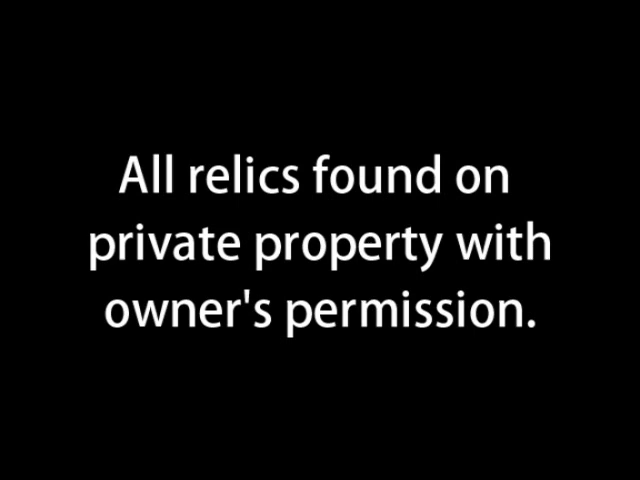 All relics found on
private property with
owner's permission.